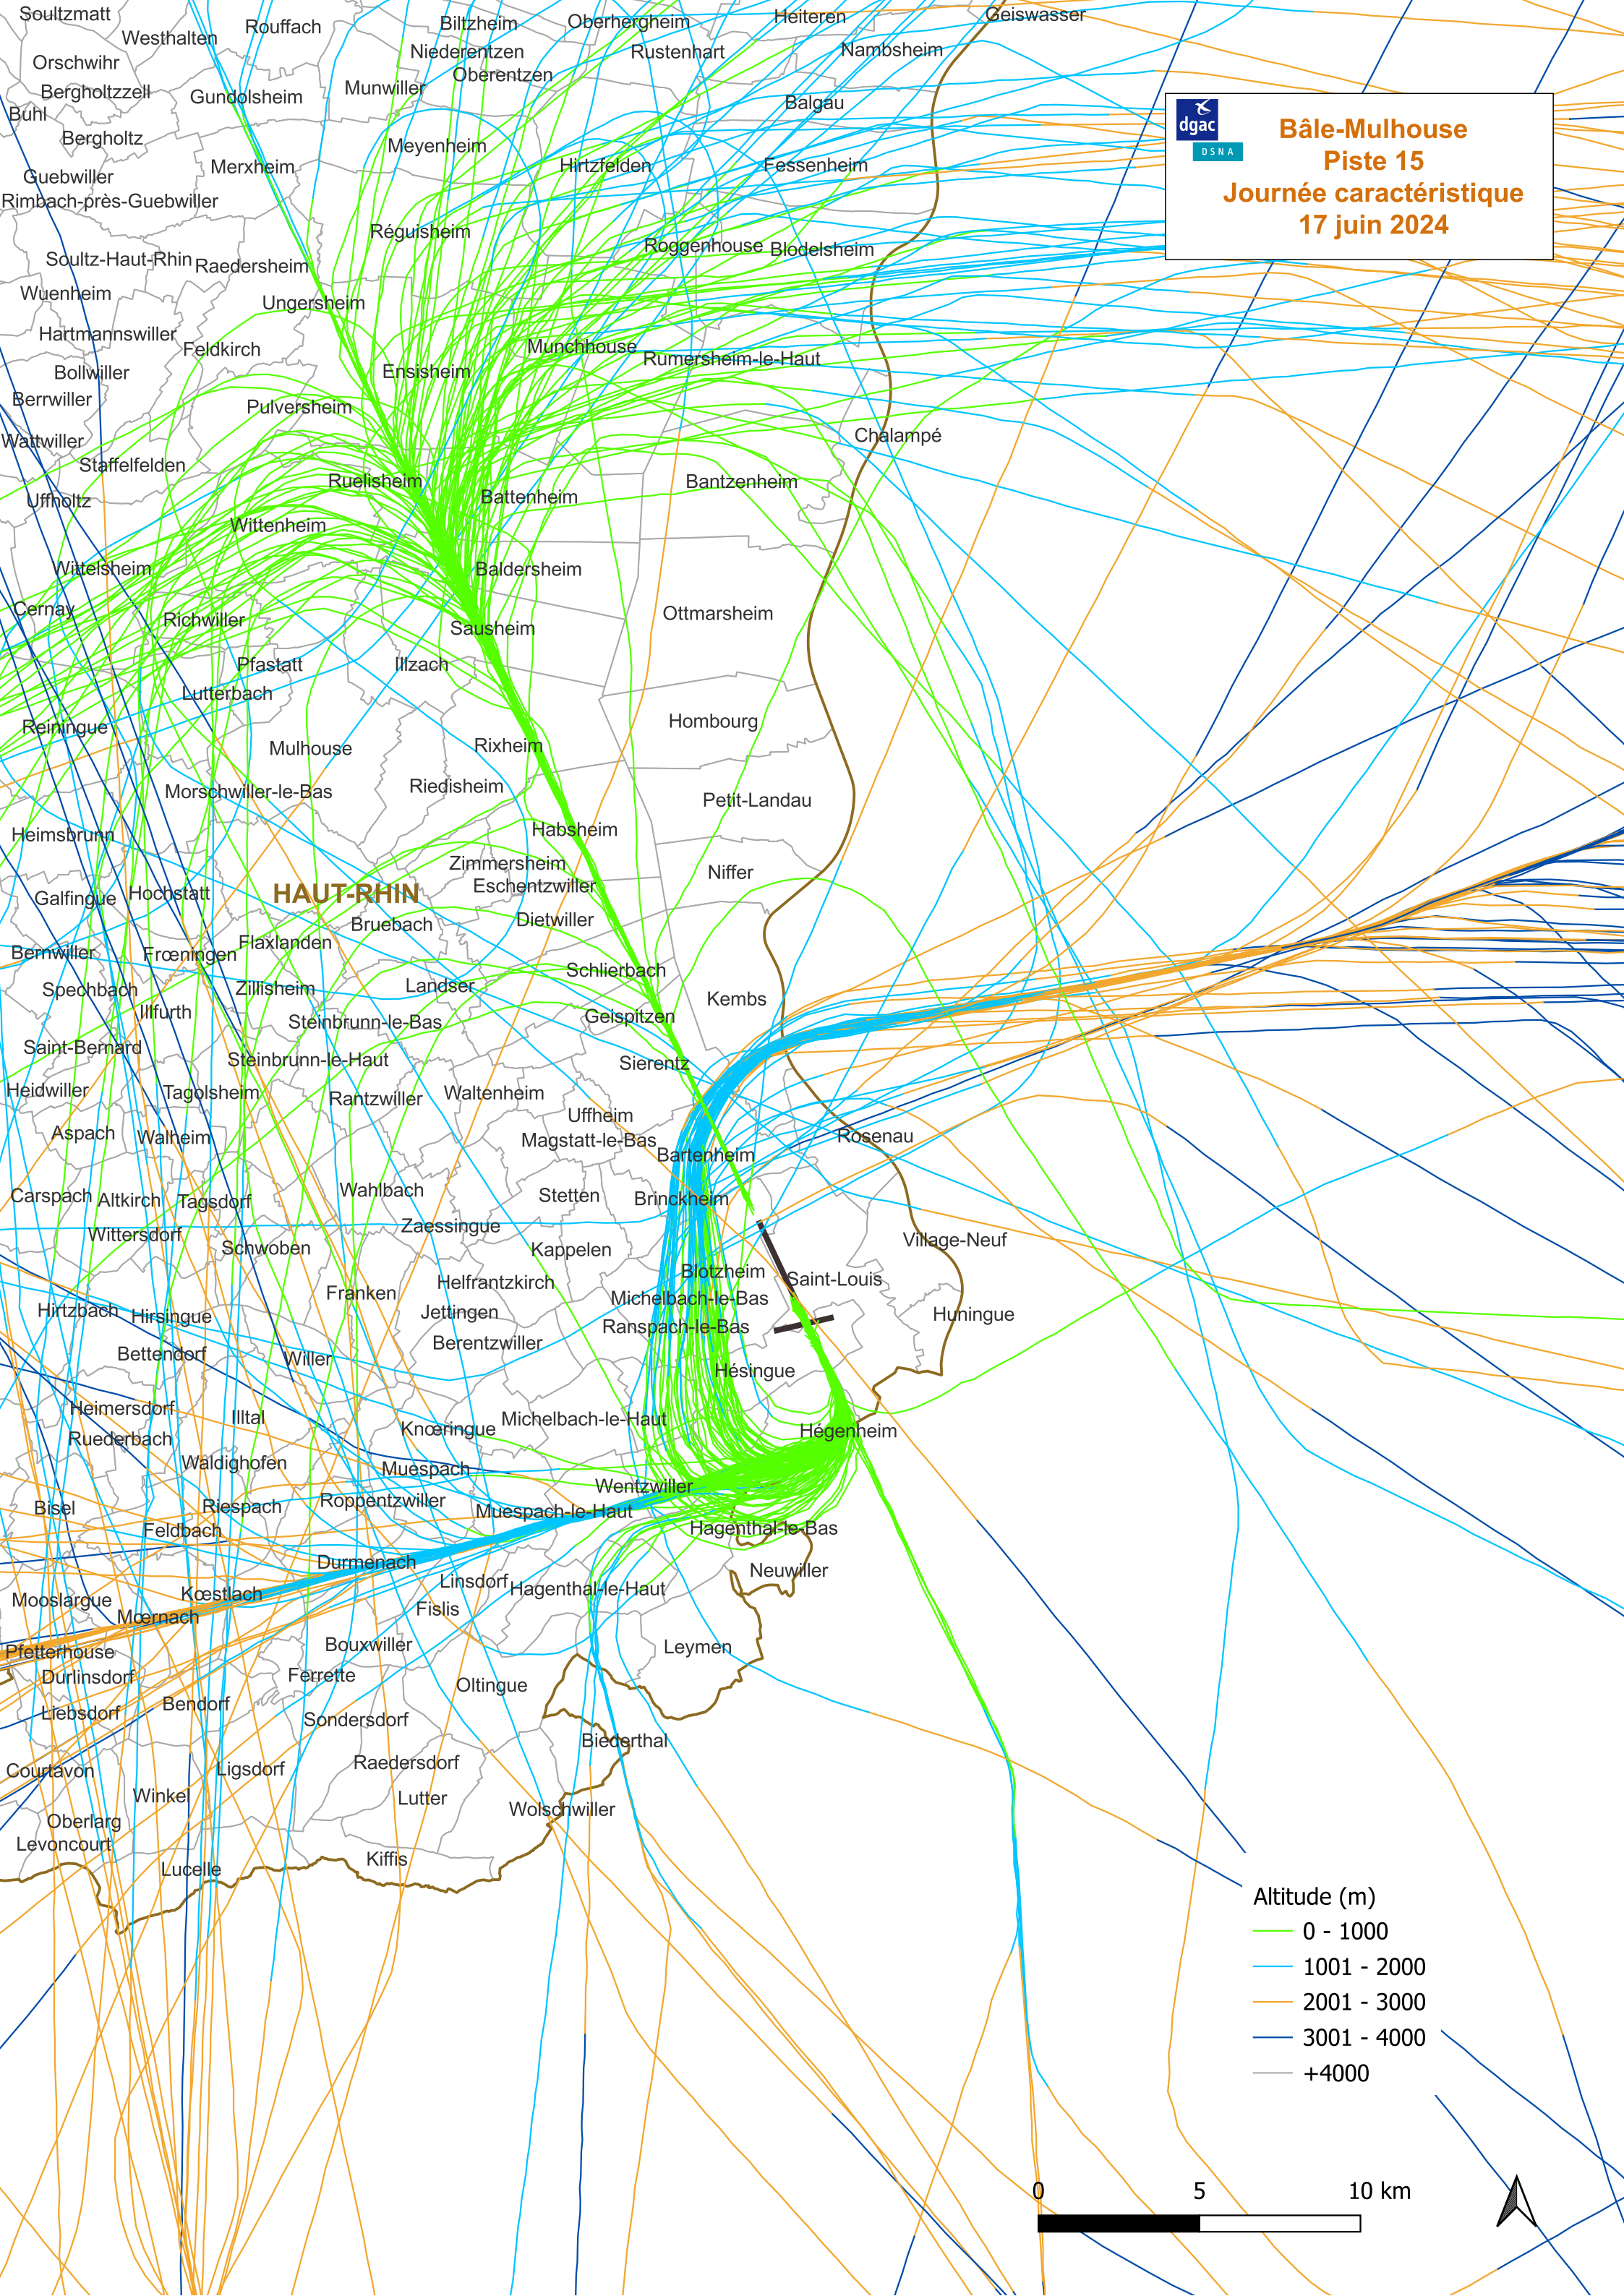 Soultzmatt
Westhalten
Rouffach
Biltzheim
Oberhergheim
Heiteren
Geiswasser
Orschwihr
Niederentzen
Rustenhart
Nambsheim
Oberentzen
Bergholtzzell
Gundolsheim
Munwiller
Balgau
Buhl
Bergholtz
Meyenheim
Merxheim
Hirtzfelden
Fessenheim
Guebwiller
Rimbach-près-Guebwiller
dgac
DSNA
Bâle-Mulhouse
Piste 15
Journée caractéristique
17 juin 2024
Réguisheim
Roggenhouse
Blodelsheim
Soultz-Haut-Rhin
Raedersheim
Wuenheim
Ungersheim
Hartmannswiller
Feldkirch
Munchhouse
Rumersheim-le-Haut
Bollwiller
Ensisheim
Berrwiller
Pulversheim
Wattwiller
Chalampé
Staffelfelden
Ruelisheim
Bantzenheim
Uffholtz
Battenheim
Wittenheim
Wittelsheim
Baldersheim
Cernay
Richwiller
Ottmarsheim
Sausheim
Pfastatt
Illzach
Lutterbach
Reiningue
Hombourg
Mulhouse
Rixheim
Morschwiller-le-Bas
Riedisheim
Petit-Landau
Heimsbrunn
Habsheim
Zimmersheim
Niffer
Eschentzwiller
HAUT-RHIN
Galfingue
Hochstatt
Bruebach
Dietwiller
Flaxlanden
Bernwiller
Frœningen
Schlierbach
Spechbach
Zillisheim
Landser
Kembs
Illfurth
Steinbrunn-le-Bas
Geispitzen
Saint-Bernard
Steinbrunn-le-Haut
Sierentz
Heidwiller
Tagolsheim
Rantzwiller
Waltenheim
Uffheim
Aspach
Walheim
Magstatt-le-Bas
Rosenau
Bartenheim
Carspach
Altkirch
Tagsdorf
Wahlbach
Stetten
Brinckheim
Wittersdorf
Zaessingue
Schwoben
Kappelen
Village-Neuf
Blotzheim
Saint-Louis
Franken
Helfrantzkirch
Michelbach-le-Bas
Hirtzbach
Hirsingue
Jettingen
Huningue
Ranspach-le-Bas
Bettendorf
Willer
Berentzwiller
Hésingue
Heimersdorf
Illtal
Michelbach-le-Haut
Ruederbach
Knœringue
Hégenheim
Waldighofen
Muespach
Wentzwiller
Bisel
Riespach
Roppentzwiller
Muespach-le-Haut
Feldbach
Hagenthal-le-Bas
Durmenach
Neuwiller
Mooslargue
Kœstlach
Linsdorf
Hagenthal-le-Haut
Mœrnach
Fislis
Pfetterhouse
Bouxwiller
Leymen
Durlinsdorf
Ferrette
Oltingue
Liebsdorf
Bendorf
Sondersdorf
Biederthal
Courtavon
Ligsdorf
Raedersdorf
Winkel
Lutter
Wolschwiller
Oberlarg
Levoncourt
Lucelle
Kiffis
Altitude (m)
0 - 1000
1001 - 2000
2001 - 3000
3001 - 4000
+4000
0 5 10 km